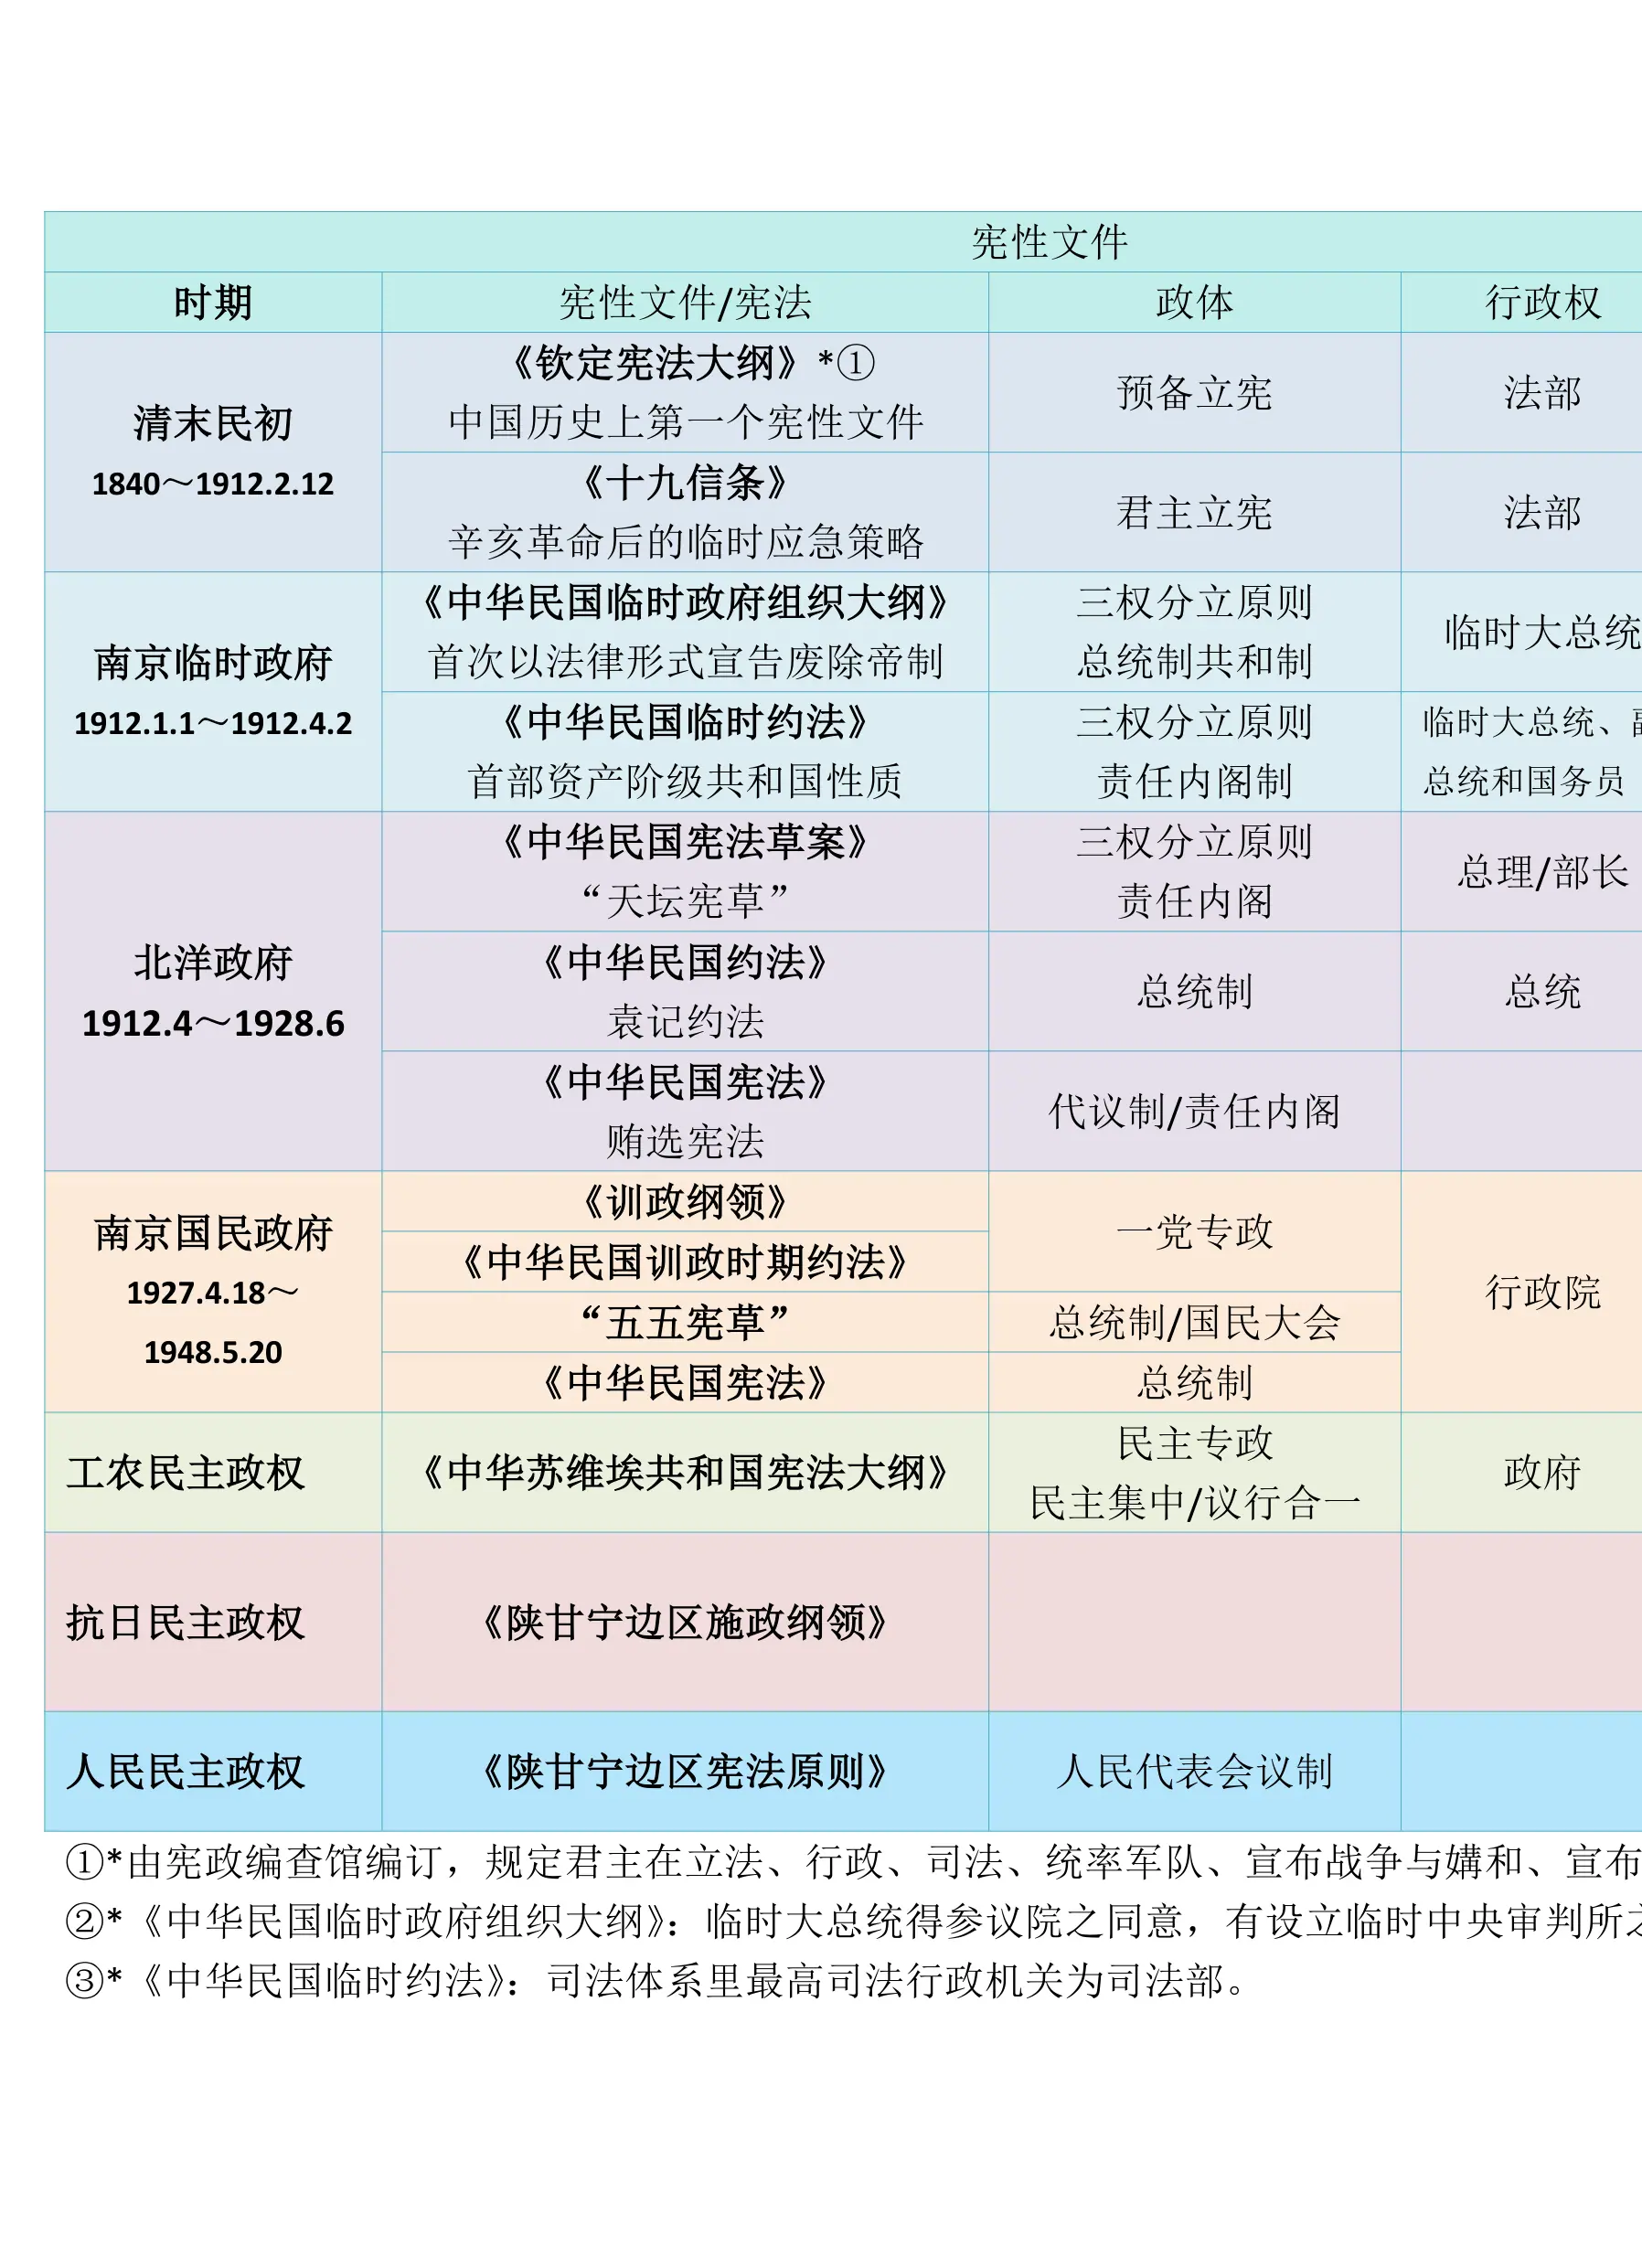 宪性文件
时期 宪性文件/宪法 政体 行政权
清末民初
1840～1912.2.12
《钦定宪法大纲》*①
中国历史上第一个宪性文件
预备立宪
法部
《十九信条》
辛亥革命后的临时应急策略
君主立宪
法部
南京临时政府
1912.1.1～1912.4.2
《中华民国临时政府组织大纲》
首次以法律形式宣告废除帝制
三权分立原则
总统制共和制
临时大总统
《中华民国临时约法》
首部资产阶级共和国性质
三权分立原则
责任内阁制
临时大总统、副
总统和国务员
北洋政府
1912.4～1928.6
《中华民国宪法草案》
“天坛宪草”
三权分立原则
责任内阁
总理/部长
《中华民国约法》
袁记约法
总统制
总统
《中华民国宪法》
贿选宪法
代议制/责任内阁
南京国民政府
1927.4.18～
1948.5.20
《训政纲领》
《中华民国训政时期约法》
一党专政
“五五宪草”
总统制/国民大会
《中华民国宪法》
总统制
行政院
工农民主政权
《中华苏维埃共和国宪法大纲》
民主专政
民主集中/议行合一
政府
抗日民主政权
《陕甘宁边区施政纲领》
人民民主政权
《陕甘宁边区宪法原则》
人民代表会议制
①*由宪政编查馆编订，规定君主在立法、行政、司法、统率军队、宣布战争与媾和、宣布
②*《中华民国临时政府组织大纲》：临时大总统得参议院之同意，有设立临时中央审判所之
③*《中华民国临时约法》：司法体系里最高司法行政机关为司法部。